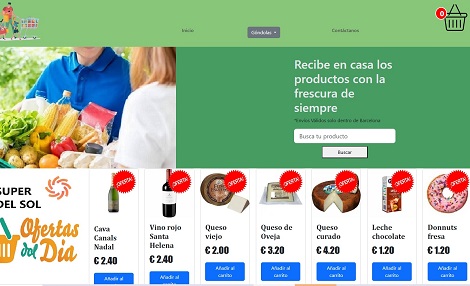 0
Inicio
Góndolas
Contáctanos
Recibe en casa los
productos con la
frescura de
siempre
*Envios Válidos solo dentro de Barcelona
Busca tu producto
Buscar
SUPER
DEL SOL
Ofertas
del Dia
OFERTA!
Cava
Canals
Nadal
€ 2.40
Añadir al
OFERTA!
Vino rojo
Santa
Helena
€ 2.40
Añadir al
carrito
OFERTA!
Queso
viejo
€ 2.00
Añadir al
carrito
OFERTA!
Queso de
Oveja
€ 3.20
Añadir al
carrito
OFERTA!
Queso
curado
€ 4.20
Añadir al
carrito
OFERTA!
Leche
chocolate
€ 1.20
Añadir al
carrito
OFERTA!
Donnuts
fresa
€ 1.20
Añadir al
carrito